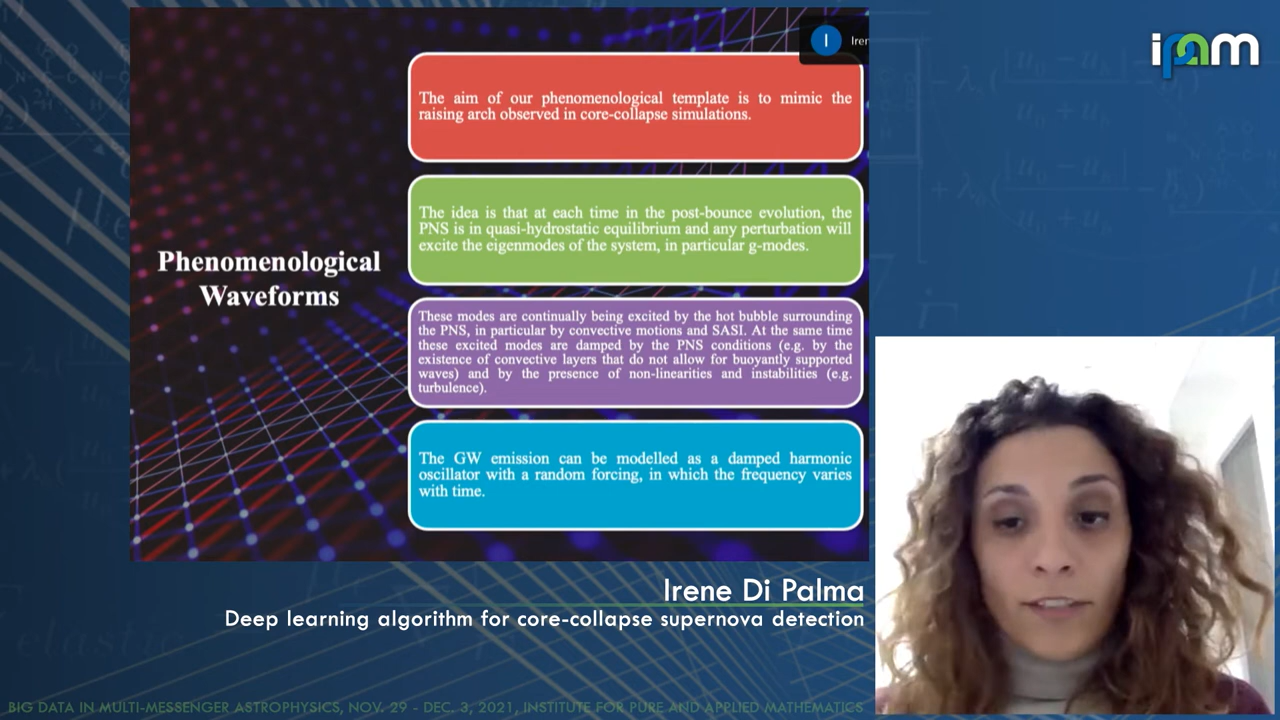 ipam
I
Iren
The aim of our phenomenological template is to mimic the
raising arch observed in core-collapse simulations.
The idea is that at each time in the post-bounce evolution, the
PNS is in quasi-hydrostatic equilibrium and any perturbation will
excite the eigenmodes of the system, in particular g-modes.
Phenomenological
Waveforms
These modes are continually being excited by the hot bubble surrounding
the PNS, in particular by convective motions and SASI. At the same time
these excited modes are damped by the PNS conditions (e.g. by the
existence of convective layers that do not allow for buoyantly supported
waves) and by the presence of non-linearities and instabilities (e.g.
turbulence).
The GW emission can be modelled as a damped harmonic
oscillator with a random forcing, in which the frequency varies
with time.
Irene Di Palma
Deep learning algorithm for core-collapse supernova detection
BIG DATA IN MULTI-MESSENGER ASTROPHYSICS, NOV. 29 - DEC. 3, 2021, INSTITUTE FOR PURE AND APPLIED MATHEMATICS